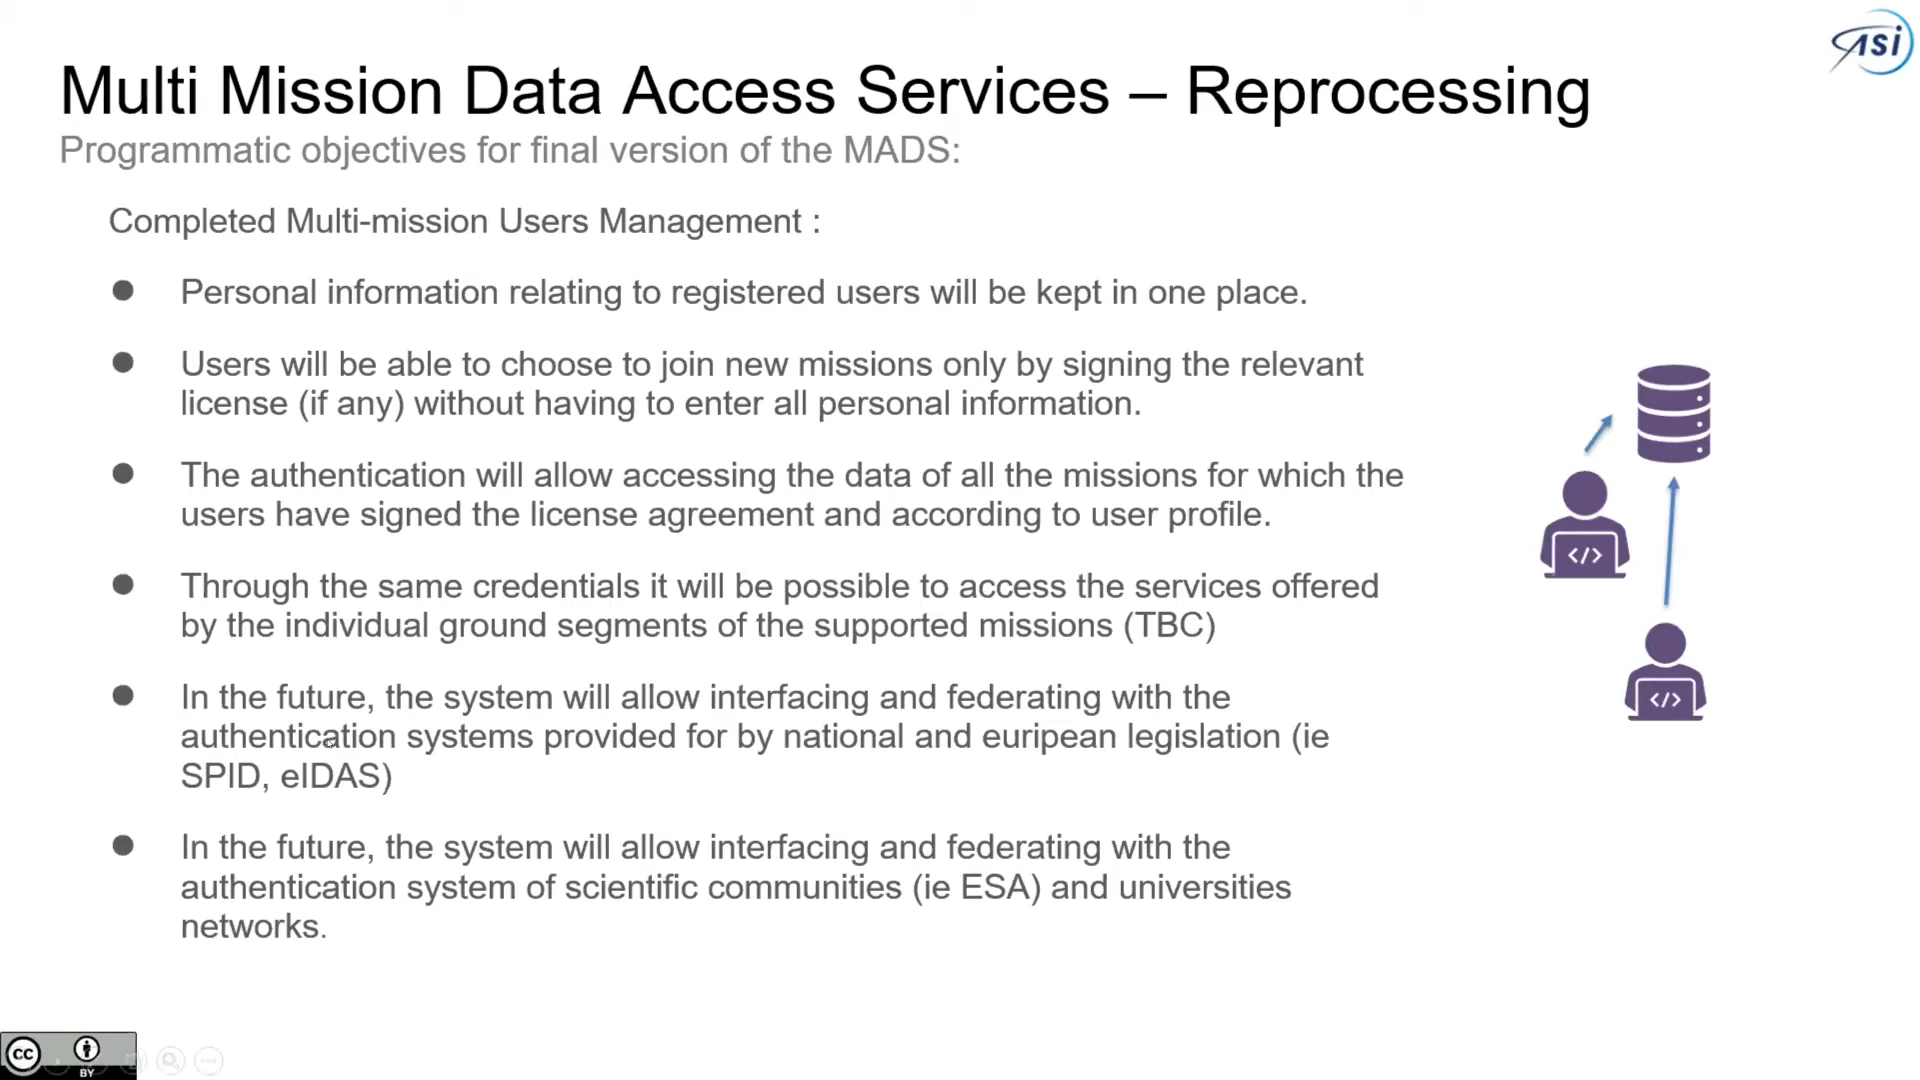 asi
Multi Mission Data Access Services – Reprocessing
Programmatic objectives for final version of the MADS:
Completed Multi-mission Users Management :
● Personal information relating to registered users will be kept in one place.
● Users will be able to choose to join new missions only by signing the relevant
license (if any) without having to enter all personal information.
● The authentication will allow accessing the data of all the missions for which the
users have signed the license agreement and according to user profile.
● Through the same credentials it will be possible to access the services offered
by the individual ground segments of the supported missions (TBC)
● In the future, the system will allow interfacing and federating with the
authentication systems provided for by national and euripean legislation (ie
SPID, eIDAS)
● In the future, the system will allow interfacing and federating with the
authentication system of scientific communities (ie ESA) and universities
networks.
</>
</>
cc
BY